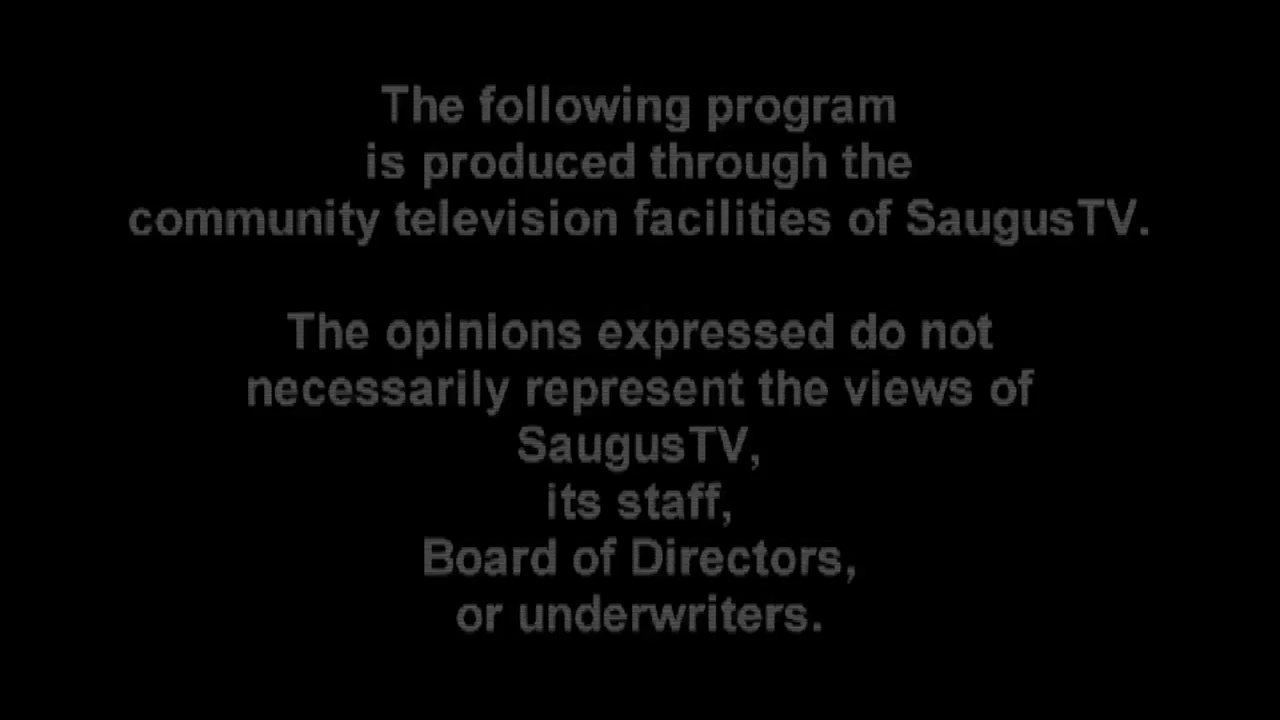 The following program
is produced through the
community television facilities of SaugusTV.
The opinions expressed do not
necessarily represent the views of
SaugusTV,
its staff,
Board of Directors,
or underwriters.